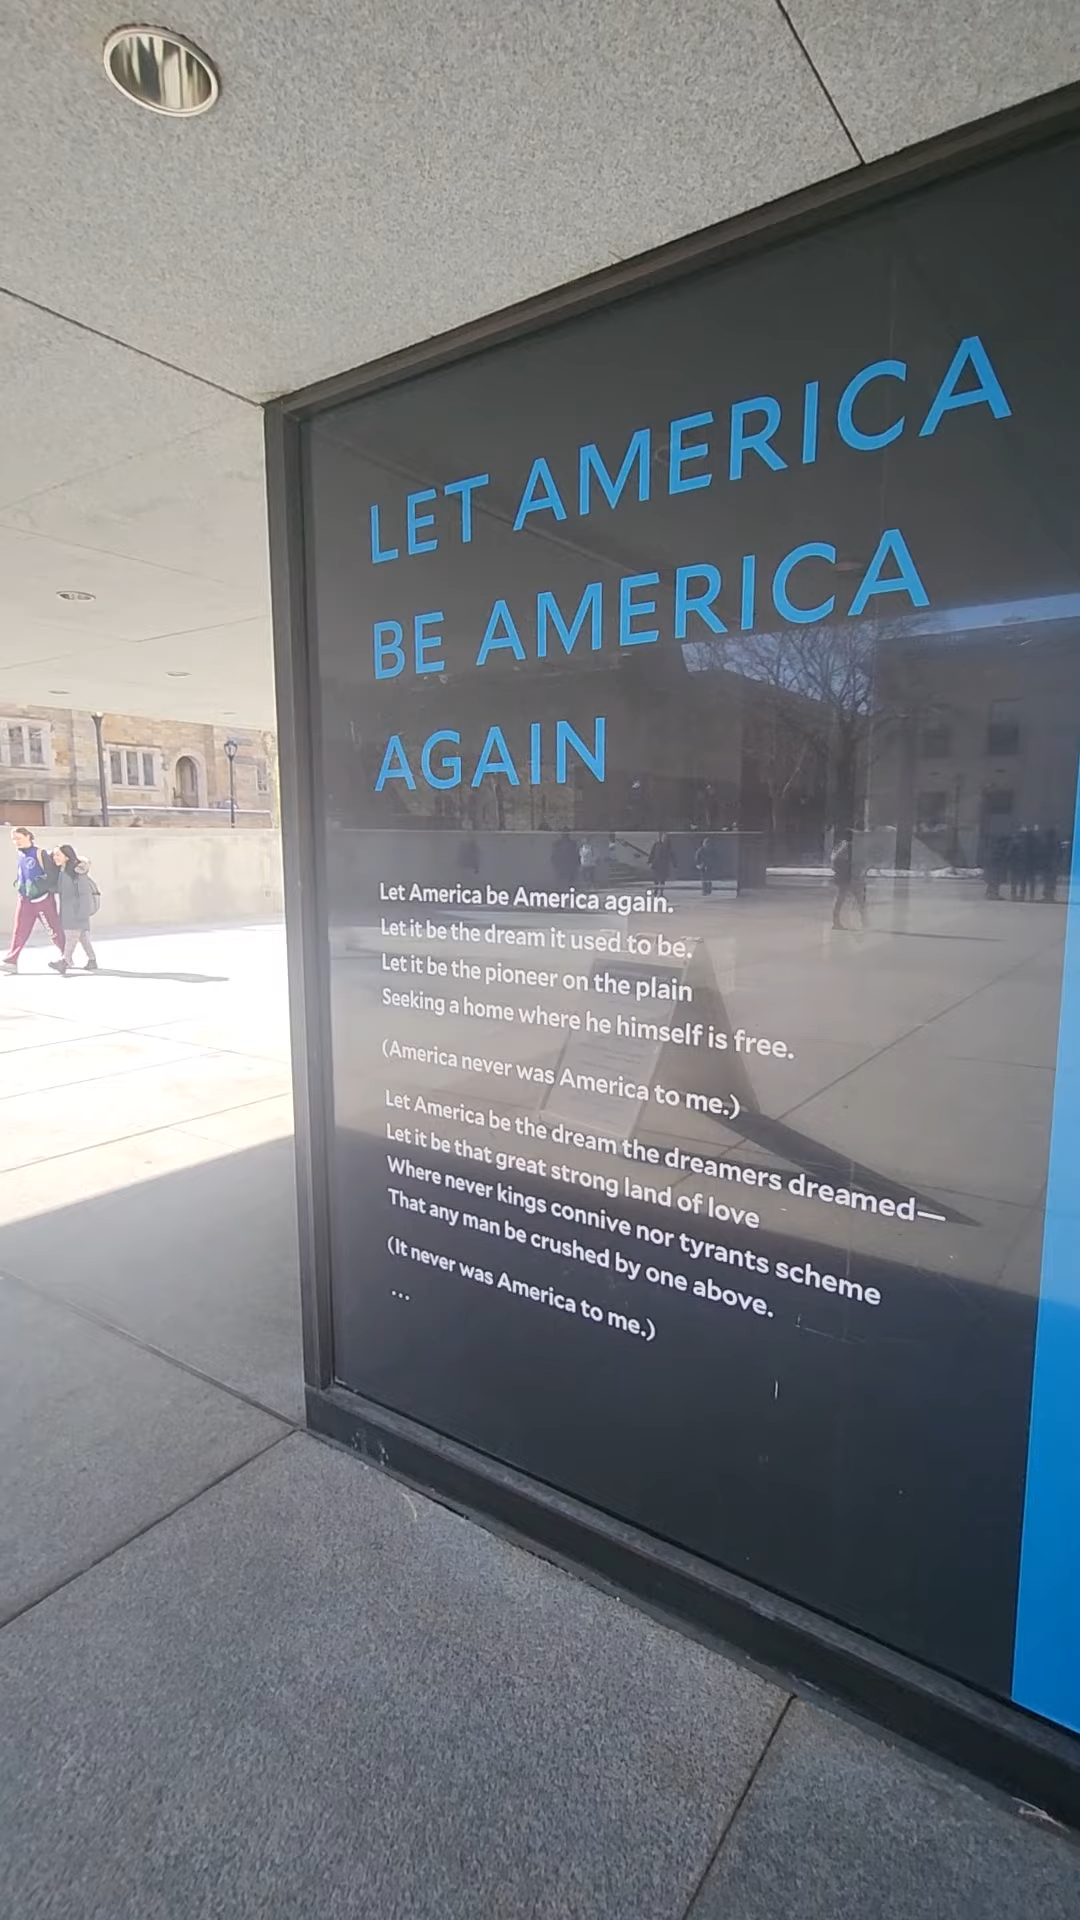 LET AMERICA
BE AMERICA
AGAIN
Let America be America again.
Let it be the dream it used to be.
Let it be the pioneer on the plain
Seeking a home where he himself is free.
(America never was America to me.)
Let America be the dream the dreamers dreamed—
Let it be that great strong land of love
Where never kings connive nor tyrants scheme
That any man be crushed by one above.
(It never was America to me.)
...